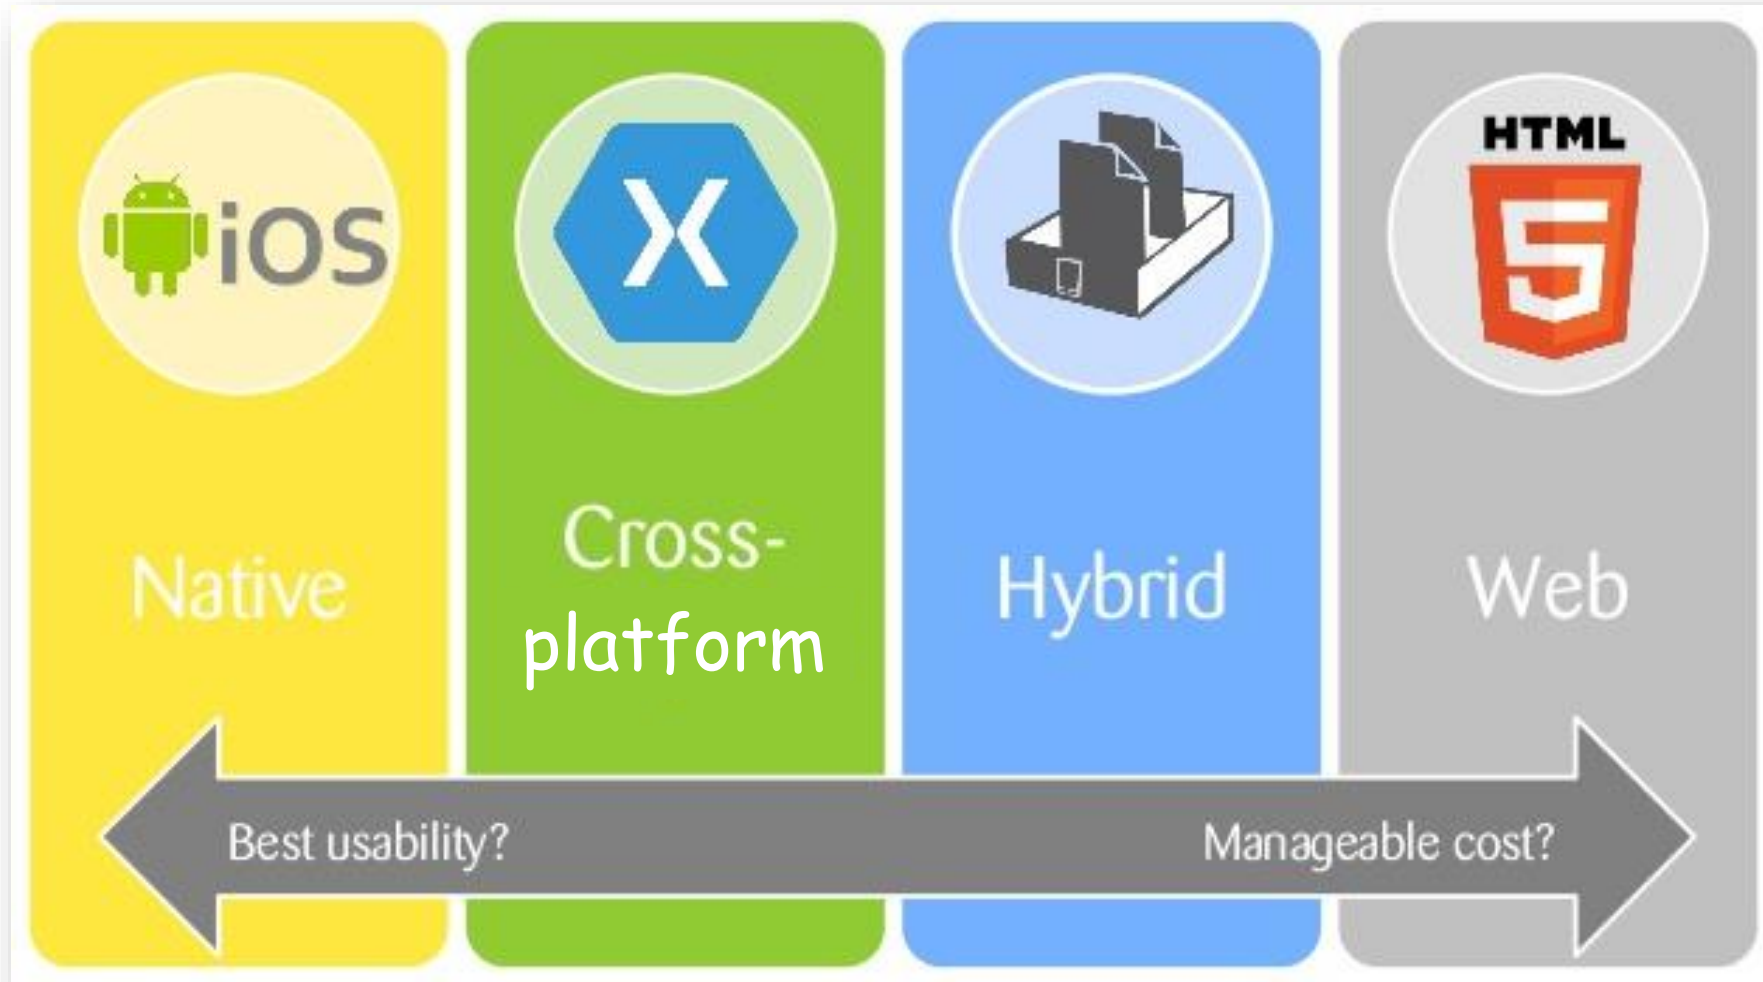 iOS
Native
Cross-
platform
Hybrid
HTML
5
Web
Best usability?
Manageable cost?